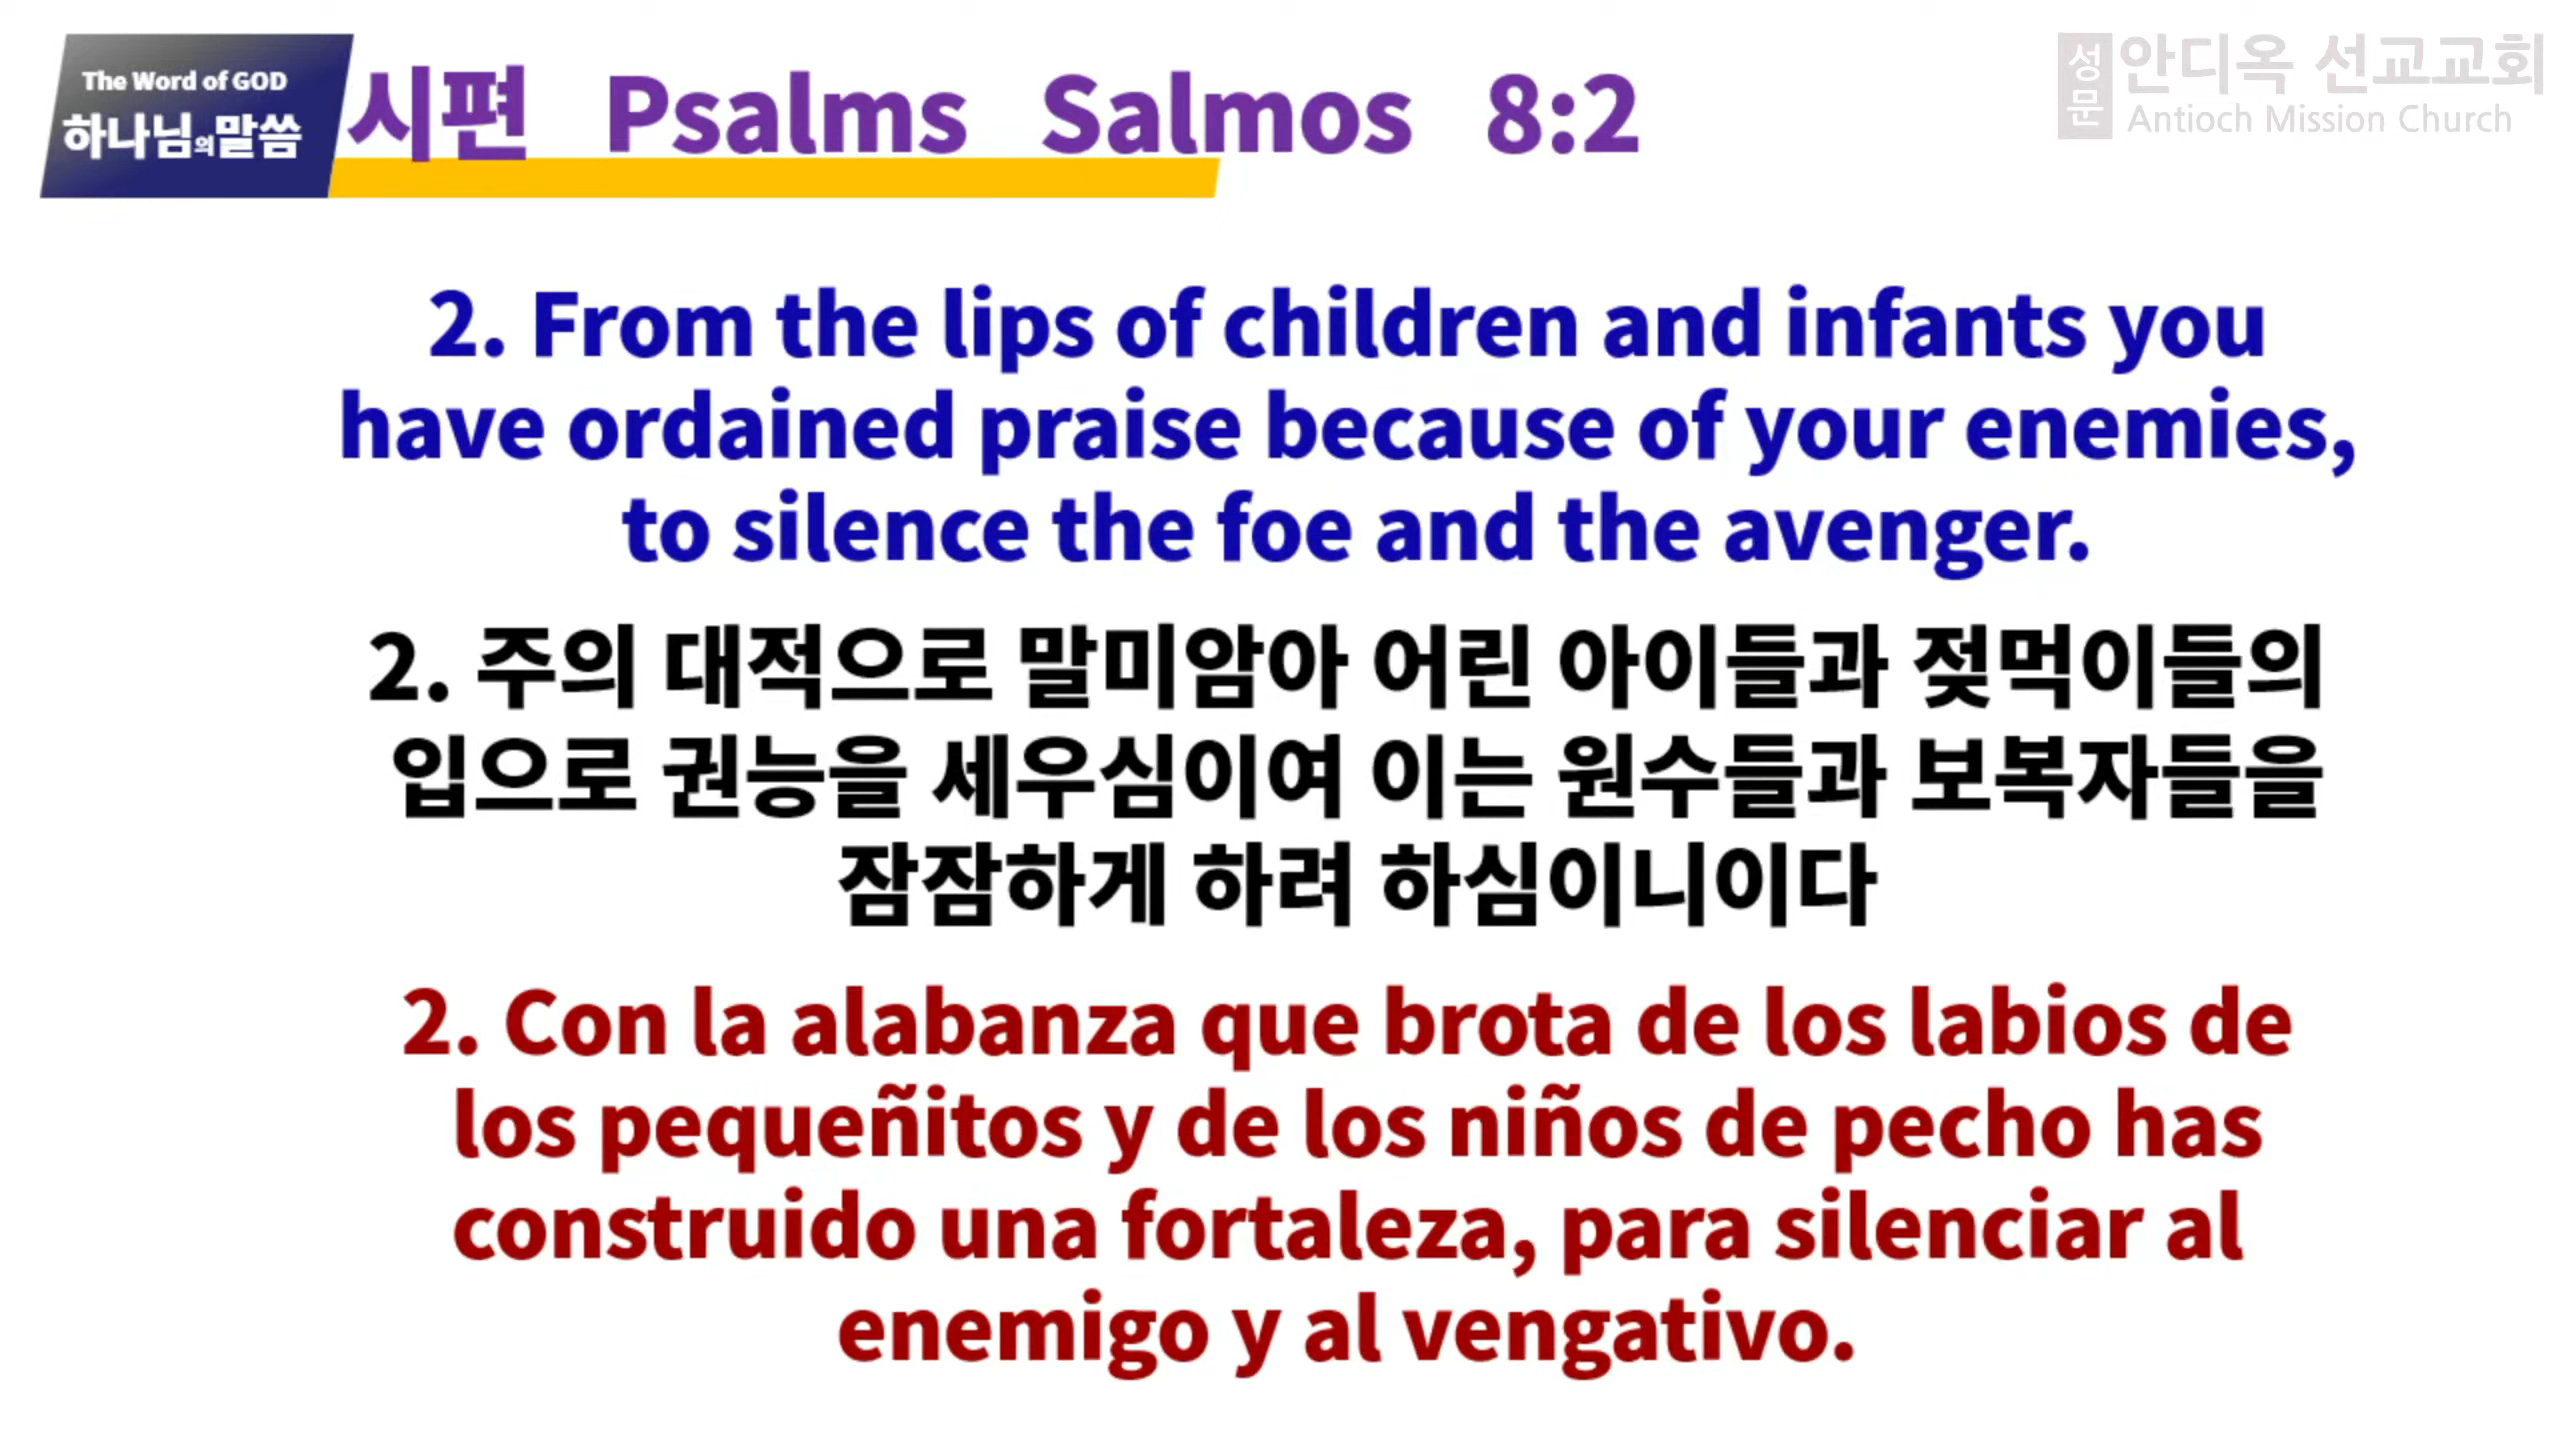 The Word of GOD
하나님의말씀
시편 Psalms Salmos 8:2
성문
안디옥 선교교회
Antioch Mission Church
2. From the lips of children and infants you
have ordained praise because of your enemies,
to silence the foe and the avenger.
2. 주의 대적으로 말미암아 어린 아이들과 젖먹이들의
입으로 권능을 세우심이여 이는 원수들과 보복자들을
잠잠하게 하려 하심이니이다
2. Con la alabanza que brota de los labios de
los pequeñitos y de los niños de pecho has
construido una fortaleza, para silenciar al
enemigo y al vengativo.